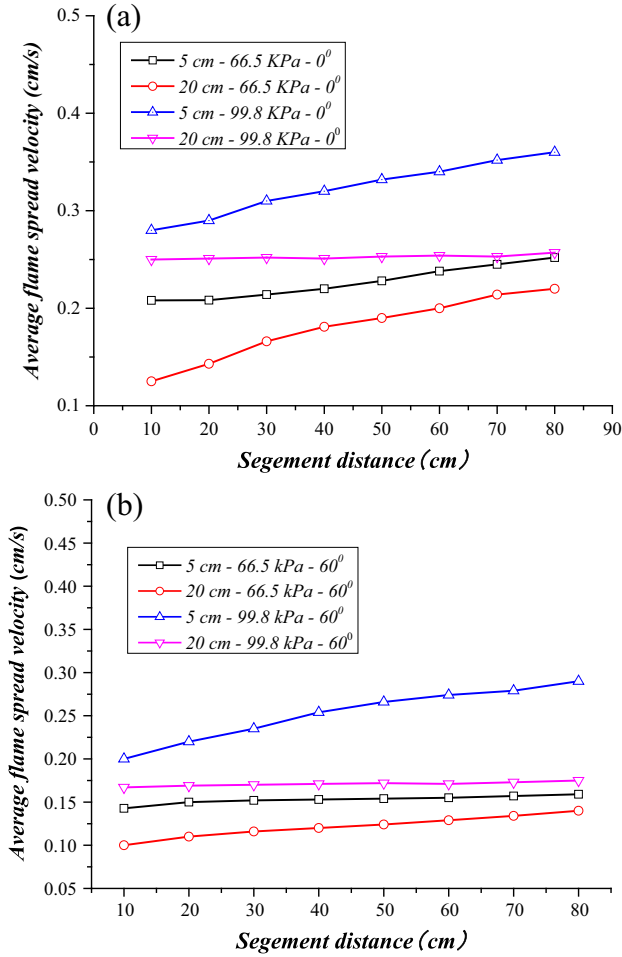 (a)
0.5
0.4
0.3
0.2
0.1
Average flame spread velocity (cm/s)
5 cm - 66.5 KPa - 0⁰
20 cm - 66.5 KPa - 0⁰
5 cm - 99.8 KPa - 0⁰
20 cm - 99.8 KPa - 0⁰
0 10 20 30 40 50 60 70 80 90
Segement distance（cm）
(b)
0.50
0.45
0.40
0.35
0.30
0.25
0.20
0.15
0.10
0.05
Average flame spread velocity (cm/s)
5 cm - 66.5 kPa - 60⁰
20 cm - 66.5 kPa - 60⁰
5 cm - 99.8 kPa - 60⁰
20 cm - 99.8 kPa - 60⁰
10 20 30 40 50 60 70 80
Segement distance（cm）